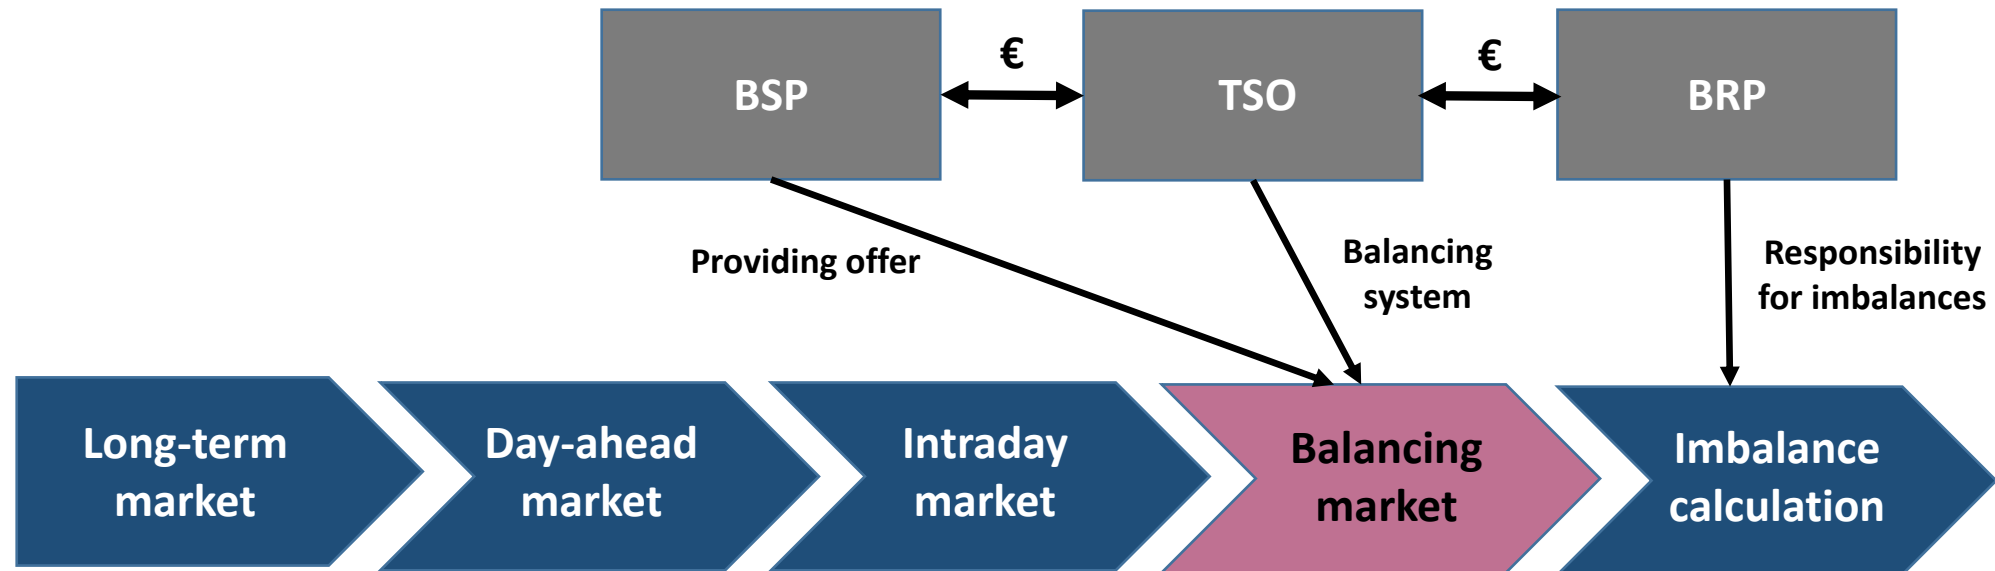 BSP
€
TSO
€
BRP
Providing offer
Balancing
system
Responsibility
for imbalances
Long-term
market
Day-ahead
market
Intraday
market
Balancing
market
Imbalance
calculation